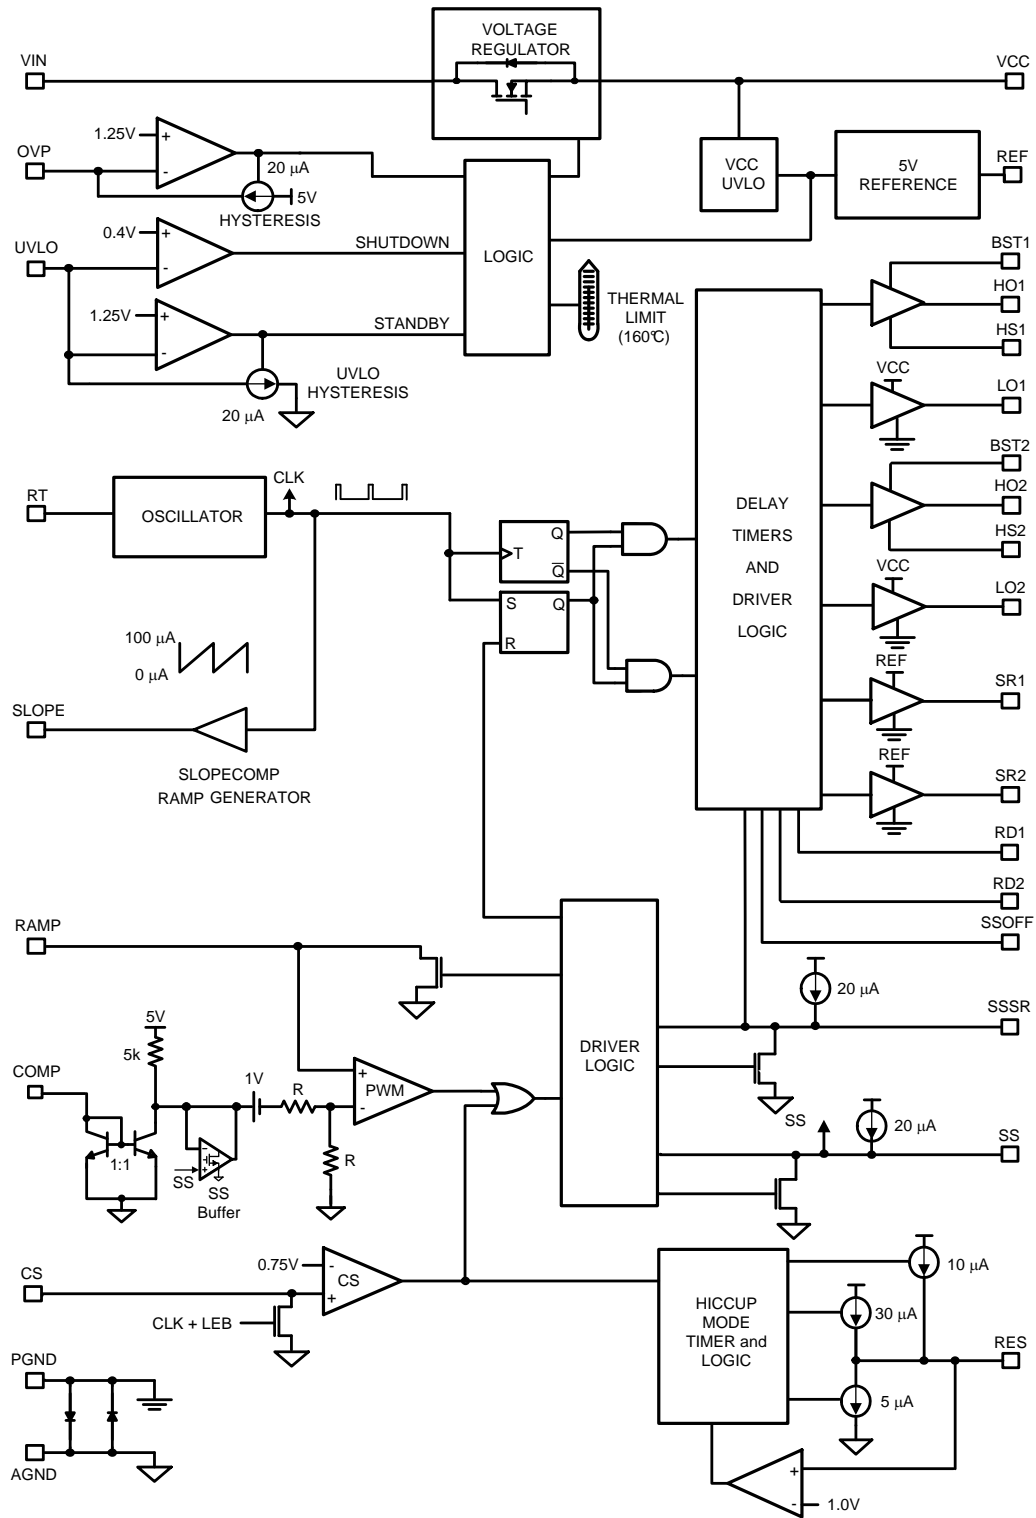 VOLTAGE
REGULATOR
VIN
VCC
1.25V
+
-
OVP
20 µA
5V
HYSTERESIS
VCC
UVLO
5V
REFERENCE
REF
UVLO
0.4V
+
-
SHUTDOWN
LOGIC
1.25V
+
-
STANDBY
UVLO
HYSTERESIS
20 µA
THERMAL
LIMIT
(160°C)
BST1
HO1
HS1
VCC
LO1
BST2
HO2
HS2
VCC
LO2
REF
SR1
REF
SR2
RD1
RD2
SSOFF
DELAY
TIMERS
AND
DRIVER
LOGIC
RT
OSCILLATOR
CLK
T
Q
Q
S
Q
R
100 µA
0 µA
SLOPE
SLOPECOMP
RAMP GENERATOR
RAMP
5V
5k
COMP
1:1
1V
R
R
-
+
SS
SS
Buffer
+
PWM
-
DRIVER
LOGIC
20 µA
SSSR
SS
20 µA
SS
0.75V
-
CS
+
CS
CLK + LEB
HICCUP
MODE
TIMER and
LOGIC
10 µA
30 µA
RES
5 µA
+
-
1.0V
PGND
AGND